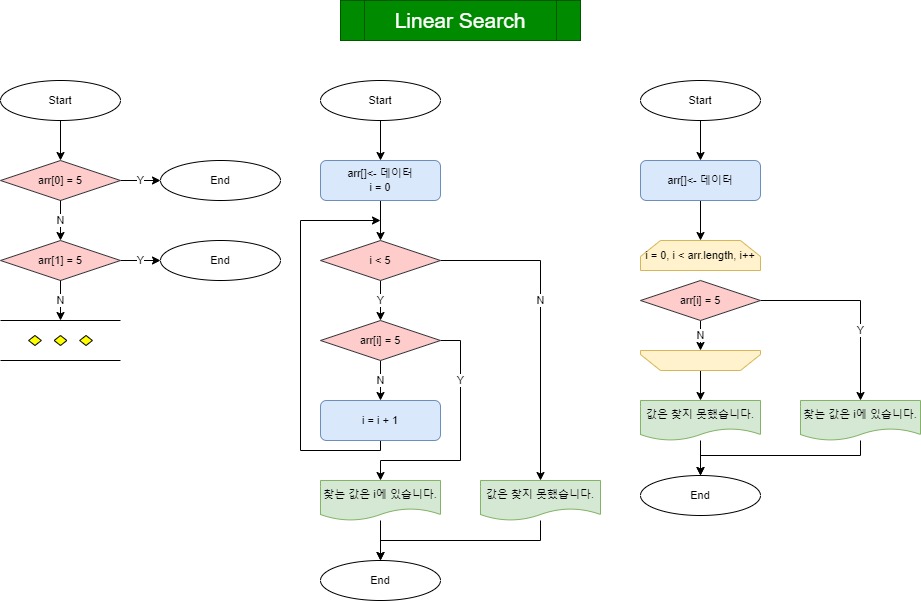 Linear Search
Start
arr[0] = 5
Y
End
N
arr[1] = 5
Y
End
N
Start
arr[]<- 데이터
i = 0
i < 5
N
Y
arr[i] = 5
Y
N
i = i + 1
찾는 값은 i에 있습니다.
값은 찾지 못했습니다.
End
Start
arr[]<- 데이터
i = 0, i < arr.length, i++
arr[i] = 5
Y
N
값은 찾지 못했습니다.
찾는 값은 i에 있습니다.
End